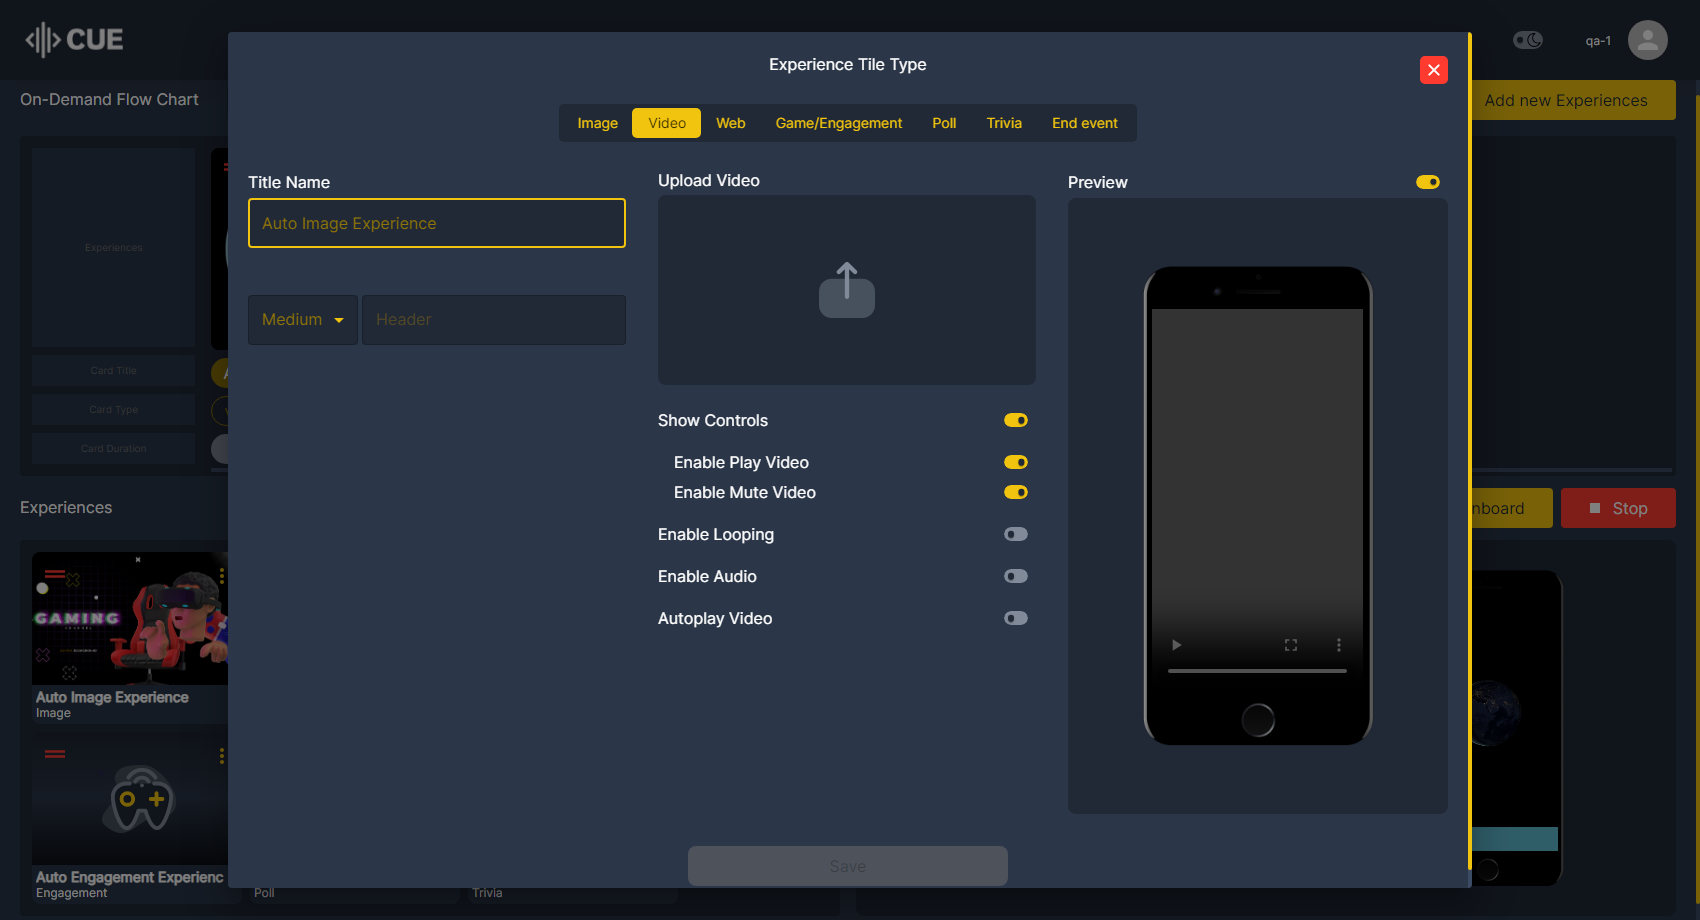 CUE
qa-1
On-Demand Flow Chart
Add new Experiences
Experience Tile Type
Image
Video
Web
Game/Engagement
Poll
Trivia
End event
Title Name
Auto Image Experience
Medium
Header
Upload Video
Show Controls
Enable Play Video
Enable Mute Video
Enable Looping
Enable Audio
Autoplay Video
Preview
Save
Experiences
Card Title
Card Type
Card Duration
Experiences
nboard
Stop
GAMING
Auto Image Experience
Image
Auto Engagement Experienc
Engagement
Poll
Trivia